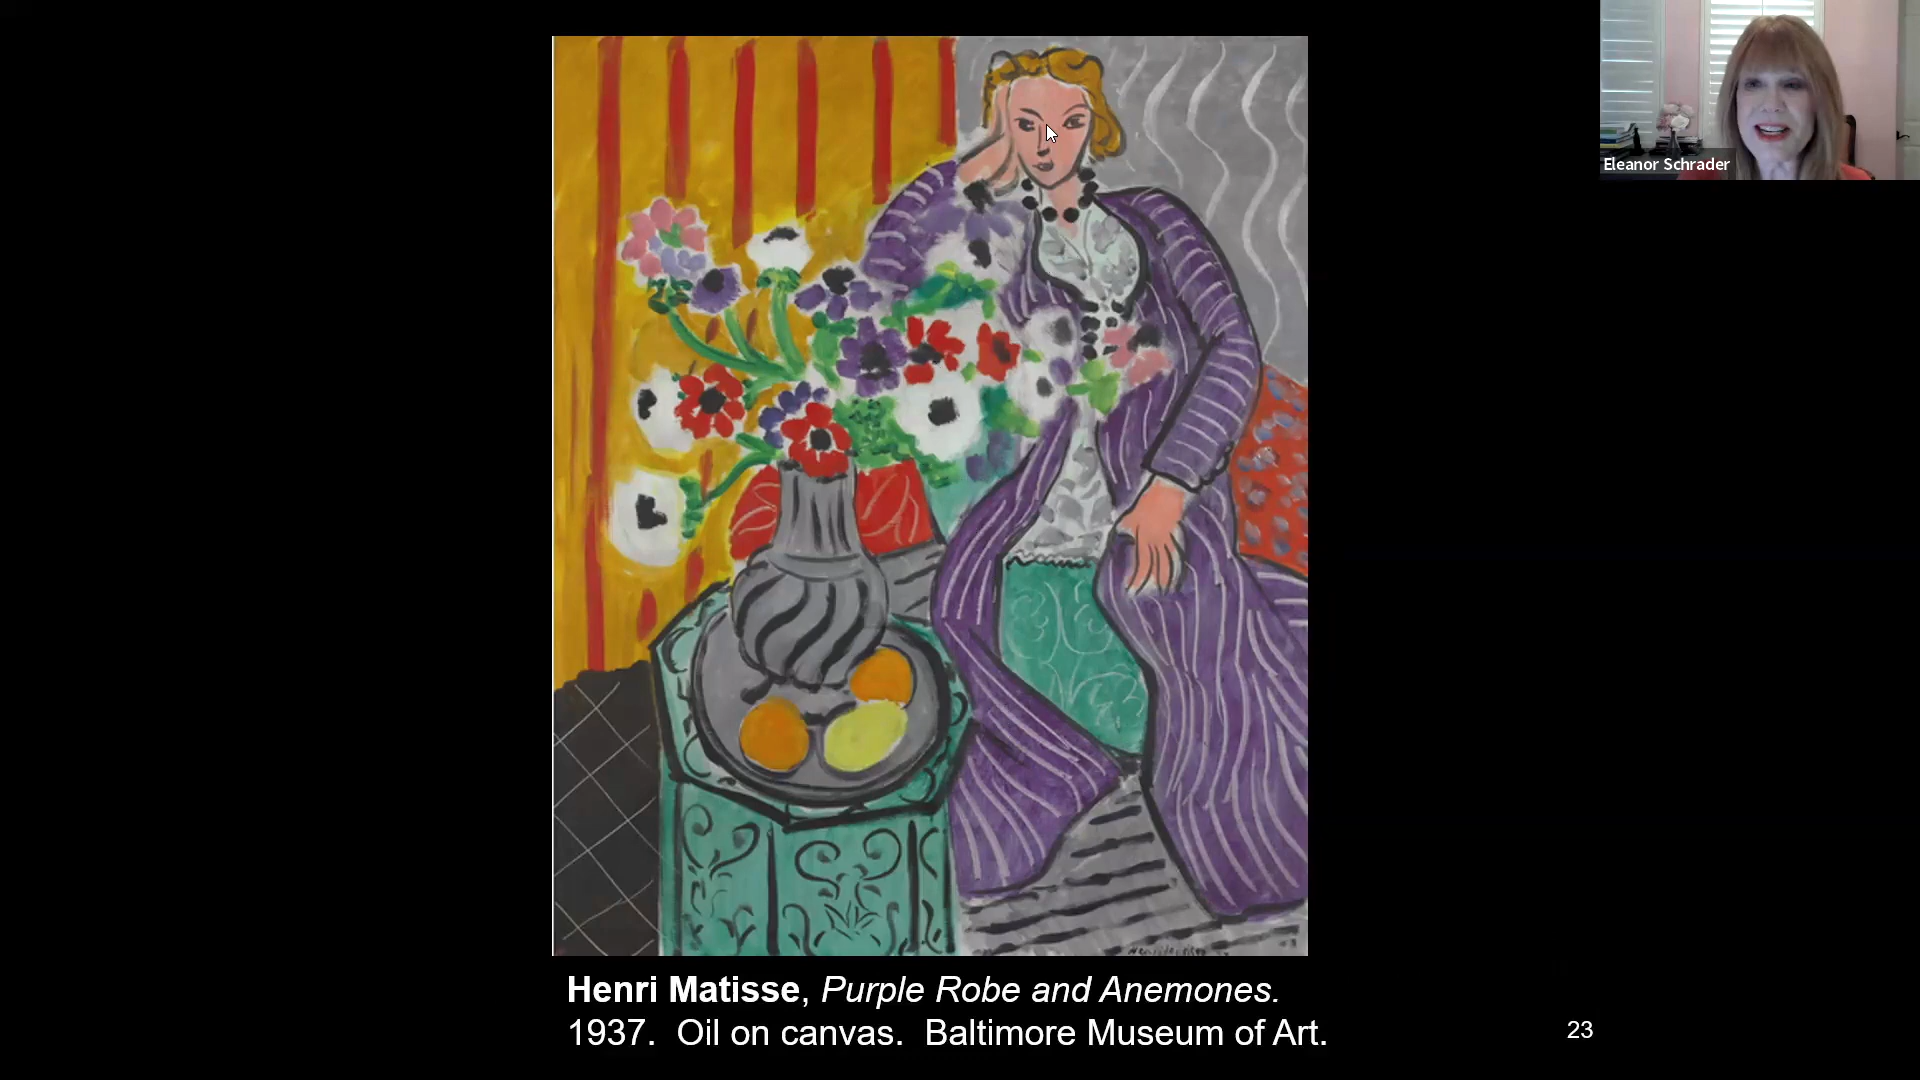 Eleanor Schrader
Henri Matisse, Purple Robe and Anemones.
1937. Oil on canvas. Baltimore Museum of Art.
23